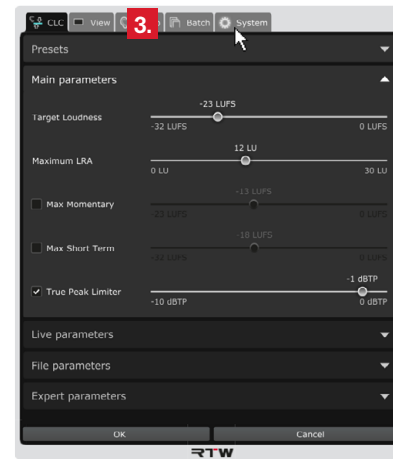 CLC View 3. Batch System
Presets
Main parameters
-23 LUFS
Target Loudness
-32 LUFS 0 LUFS
12 LU
Maximum LRA
0 LU 30 LU
-13 LUFS
Max Momentary
-23 LUFS 0 LUFS
-18 LUFS
Max Short Term
-32 LUFS 0 LUFS
-1 dBTP
True Peak Limiter
-10 dBTP 0 dBTP
Live parameters
File parameters
Expert parameters
OK Cancel
RTW